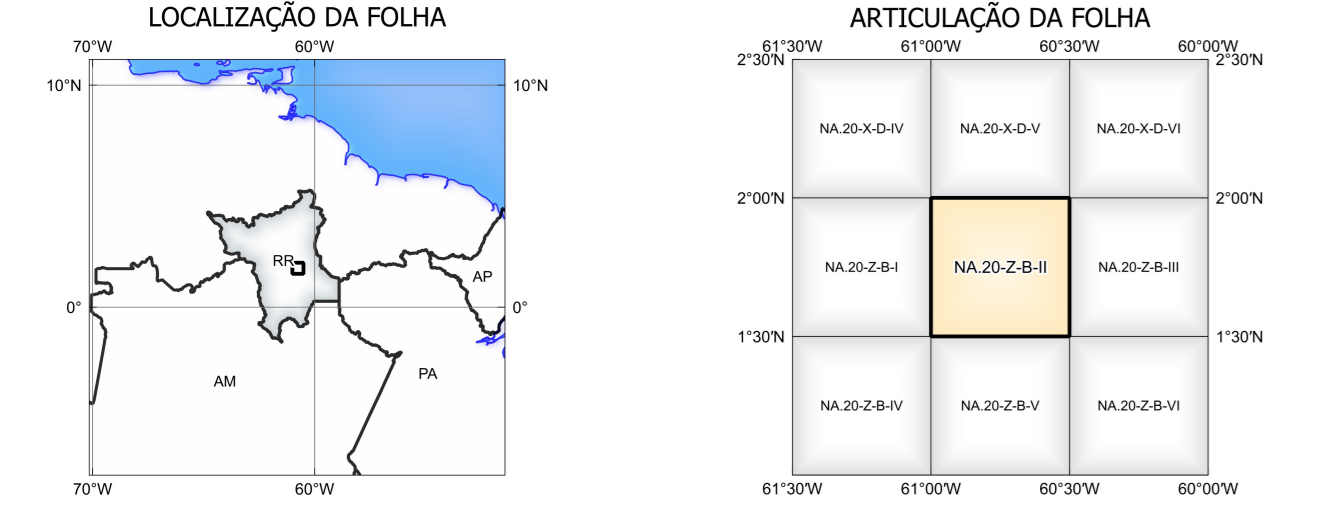 LOCALIZAÇÃO DA FOLHA
70°W 60°W
10°N 10°N
RR
AP
0° 0°
AM
PA
70°W 60°W
ARTICULAÇÃO DA FOLHA
61°30'W 61°00'W 60°30'W 60°00'W
2°30'N 2°30'N
NA.20-X-D-IV NA.20-X-D-V NA.20-X-D-VI
2°00'N 2°00'N
NA.20-Z-B-I NA.20-Z-B-II NA.20-Z-B-III
1°30'N 1°30'N
NA.20-Z-B-IV NA.20-Z-B-V NA.20-Z-B-VI
61°30'W 61°00'W 60°30'W 60°00'W